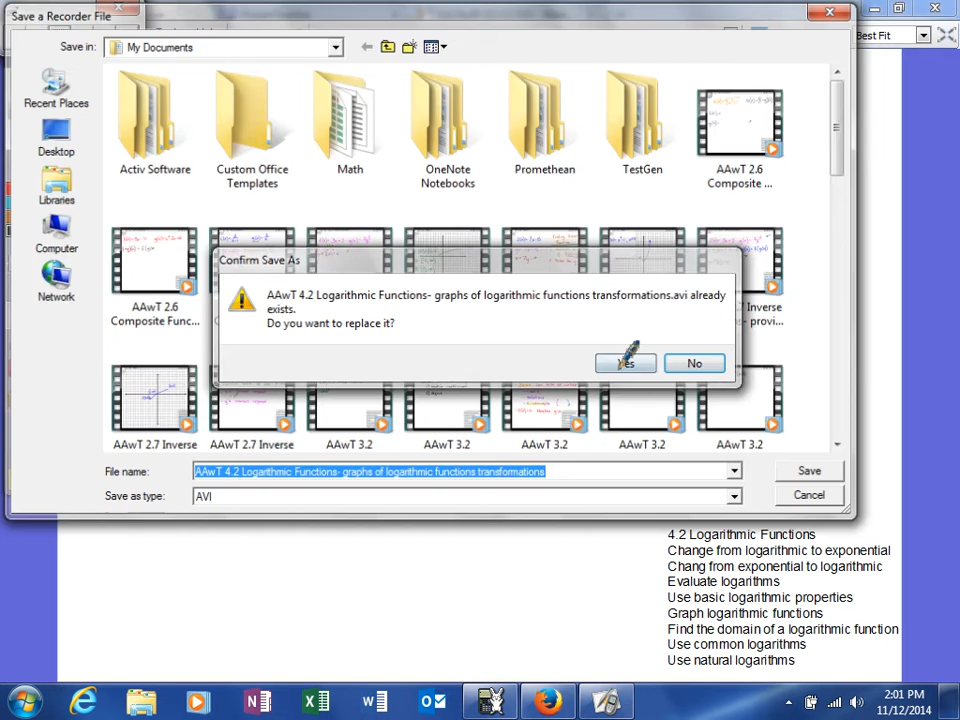 Save a Recorder File
Best Fit
Save in:
My Documents
Recent Places
Desktop
Libraries
Computer
Network
Activ Software
Custom Office
Templates
Math
OneNote
Notebooks
Promethean
TestGen
AAwT 2.6
Composite ...
AAwT 2.6
Composite Func...
Inverse
- provi...
Confirm Save As
AAwT 4.2 Logarithmic Functions- graphs of logarithmic functions transformations.avi already
exists.
Do you want to replace it?
Yes
No
AAwT 2.7 Inverse
AAwT 2.7 Inverse
AAwT 3.2
AAwT 3.2
AAwT 3.2
AAwT 3.2
AAwT 3.2
File name:
AAwT 4.2 Logarithmic Functions- graphs of logarithmic functions transformations
Save
Save as type:
AVI
Cancel
4.2 Logarithmic Functions
Change from logarithmic to exponential
Chang from exponential to logarithmic
Evaluate logarithms
Use basic logarithmic properties
Graph logarithmic functions
Find the domain of a logarithmic function
Use common logarithms
Use natural logarithms
2:01 PM
11/12/2014